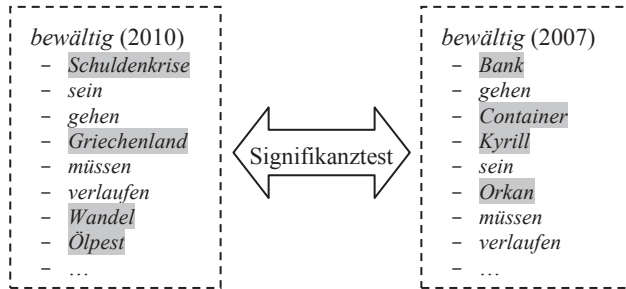 bewältig (2010)
– Schuldenkrise
– sein
– gehen
– Griechenland
– müssen
– verlaufen
– Wandel
– Ölpest
– …
Signifikanztest
bewältig (2007)
– Bank
– gehen
– Container
– Kyrill
– sein
– Orkan
– müssen
– verlaufen
– …